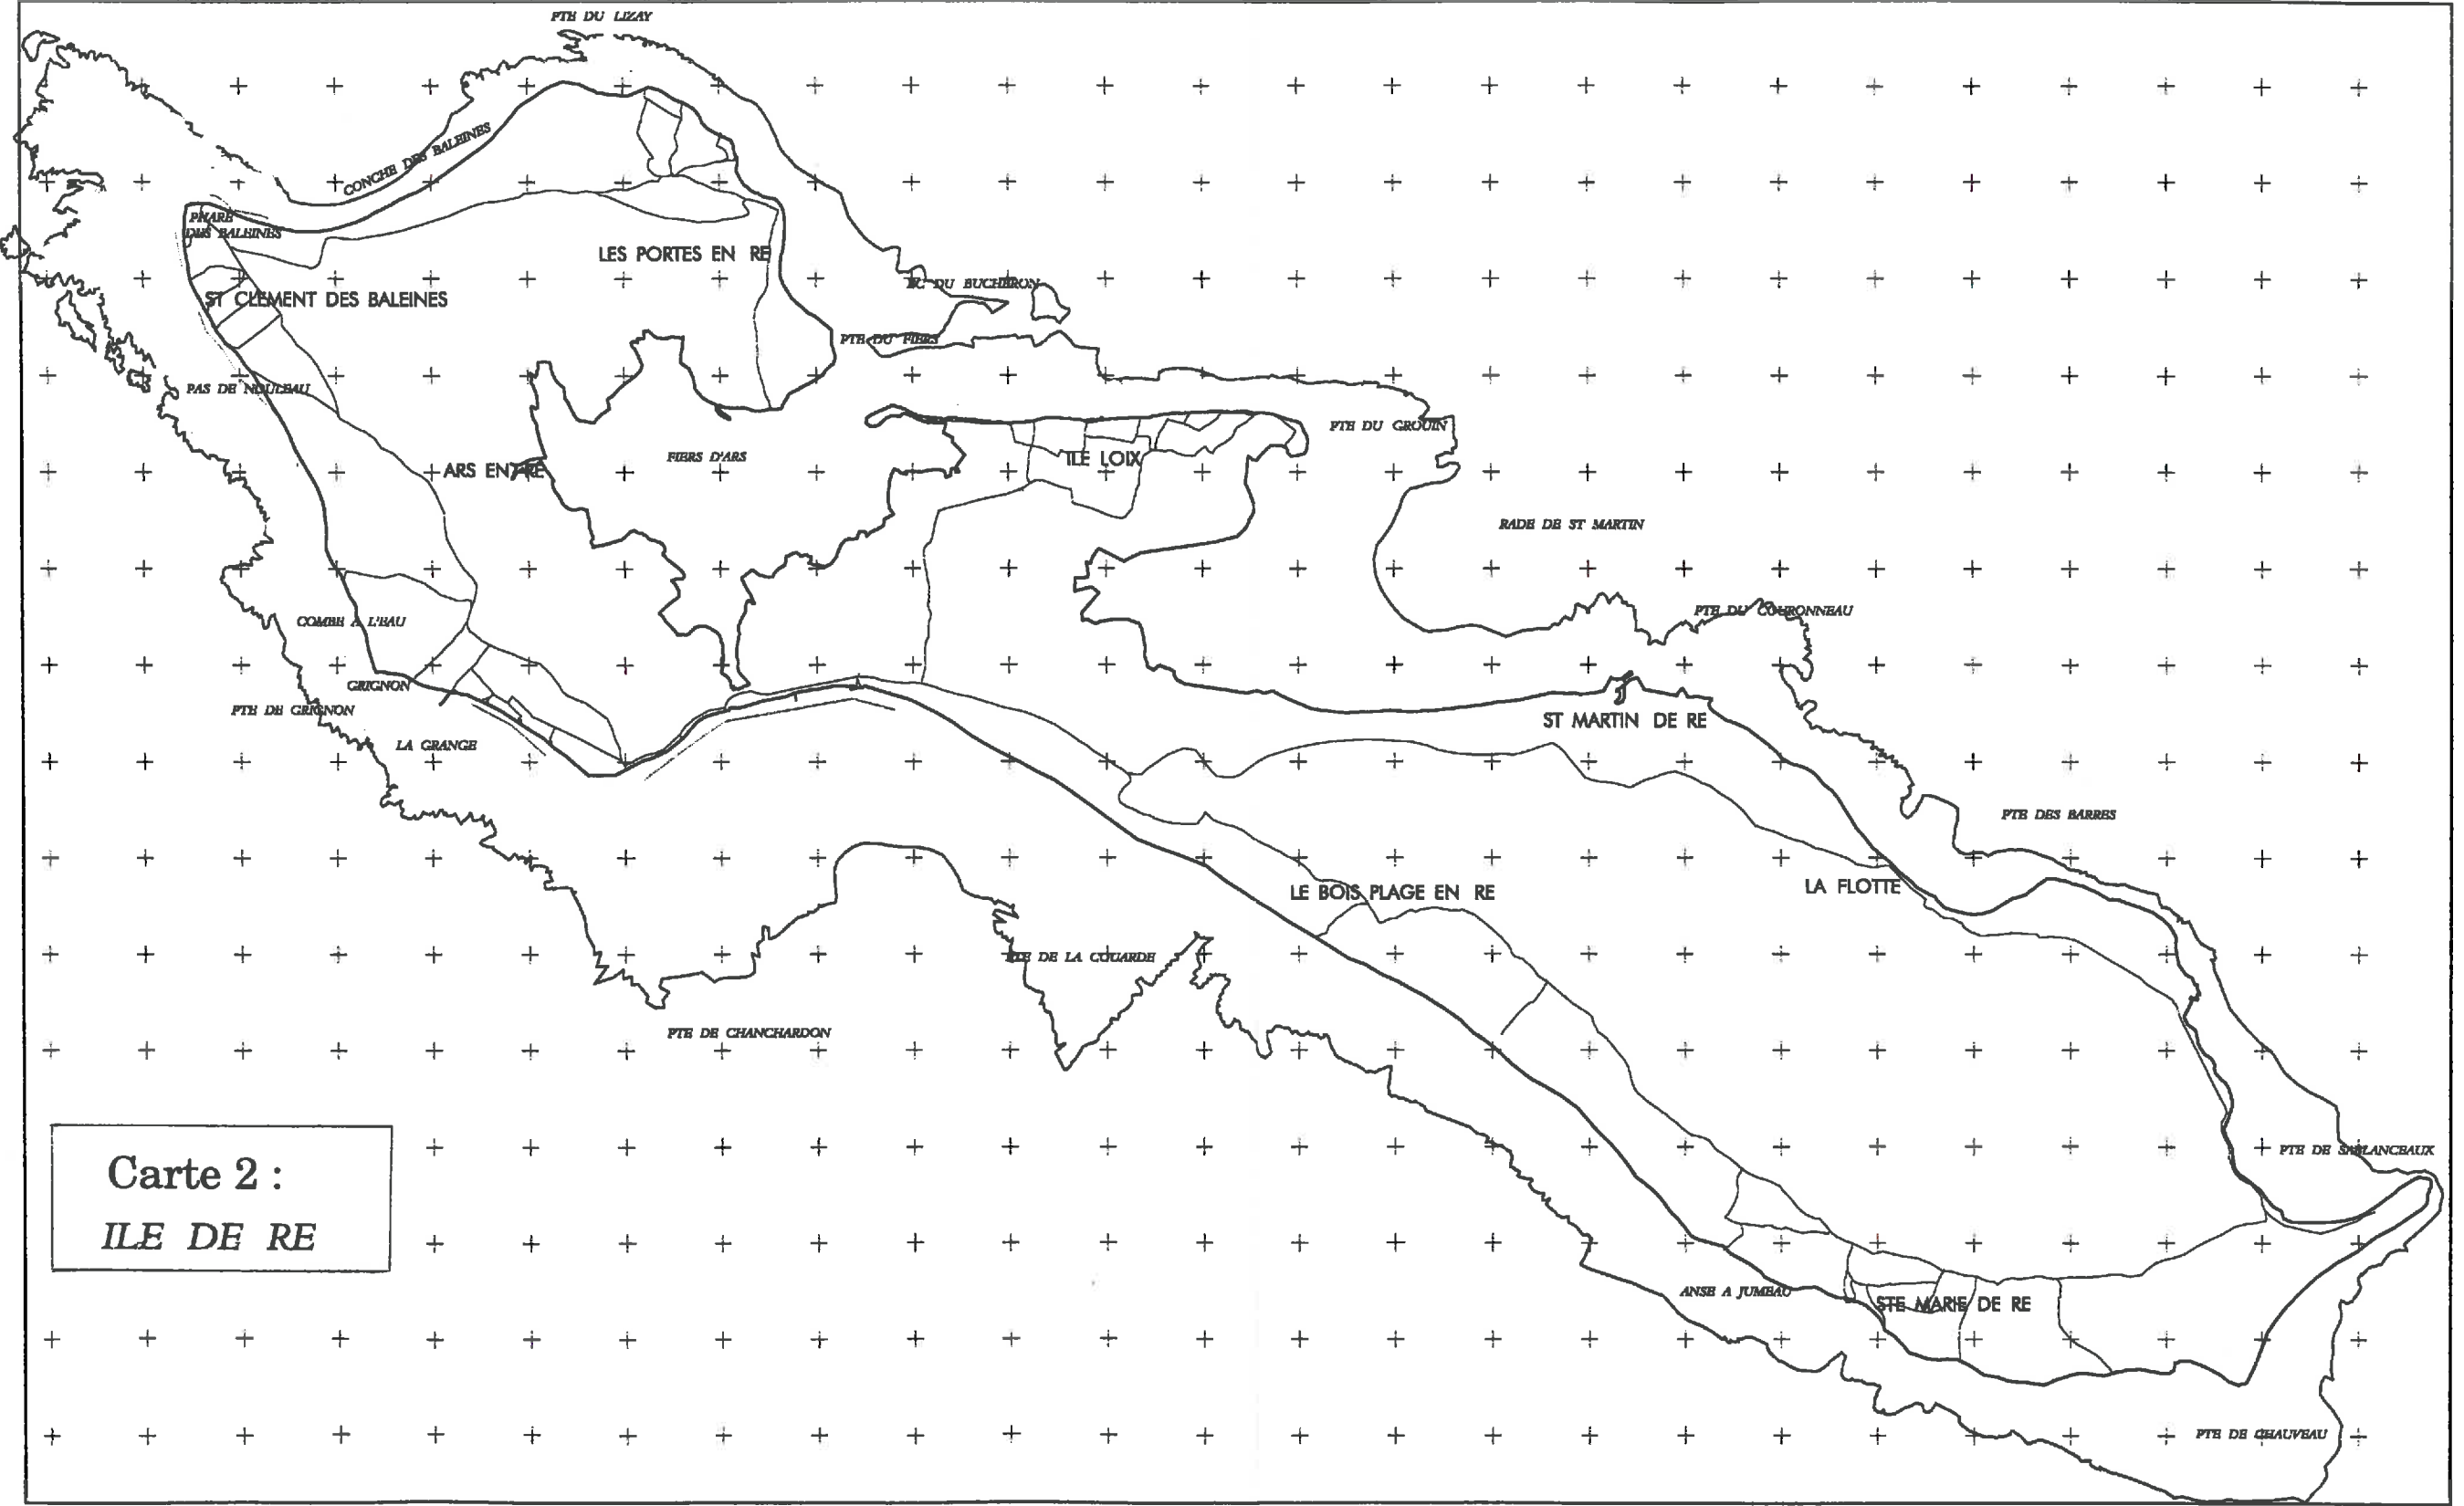 PTE DU LIZAY
CONCHE DES BALEINES
PHARE
DES BALEINES
LES PORTES EN RE
ST CLEMENT DES BALEINES
DU BUCHERON
PTE DU FIERS
PAS DE NOULEAU
PTE DU GROUIN
ARS EN RE
FIERS D'ARS
ILE LOIX
RADE DE ST MARTIN
PTE DU COURONNEAU
COMBE A L'EAU
GRIGNON
PTE DE GRIGNON
ST MARTIN DE RE
LA GRANGE
PTE DES BARRES
LE BOIS PLAGE EN RE
LA FLOTTE
PTE DE LA COUARDE
PTE DE CHANCHARDON
PTE DE SABLANCEAUX
Carte 2 :
ILE DE RE
ANSE A JUMEAU
STE MARIE DE RE
PTE DE CHAUVEAU